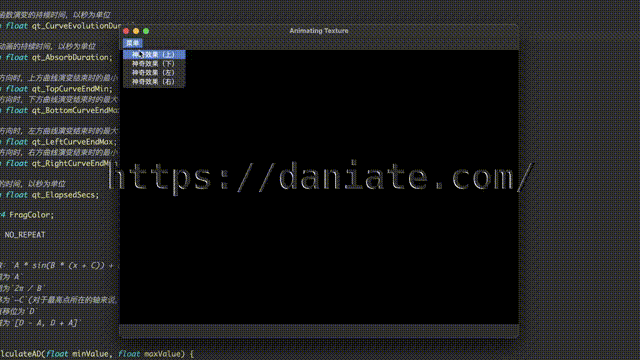 函数演变的持续时间, 以秒为单位
float qt_CurveEvolutionDu
Animating Texture
菜单
动画的持续时间, 以秒为单位
float qt_AbsorbDuration;
神奇效果 (上)
神奇效果 (下)
神奇效果 (左)
神奇效果 (右)
方向时, 上方曲线演变结束时的最小
float qt_TopCurveEndMin;
方向时, 下方曲线演变结束时的最大
float qt_BottomCurveEndMax
方向时, 左方曲线演变结束时的最大
float qt_LeftCurveEndMax;
方向时, 右方曲线演变结束时的最小
float qt_RightCurveEndMin
https://daniate.com/
的时间, 以秒为单位
float qt_ElapsedSecs;
4 FragColor;
NO_REPEAT
`A * sin(B * (x + C)) +
为`A`
`2π / B`
为`-C`(对于最高点所在的轴来说,
位移为`D`
为`[D - A, D + A]`
lculateAD(float minValue, float maxValue) {